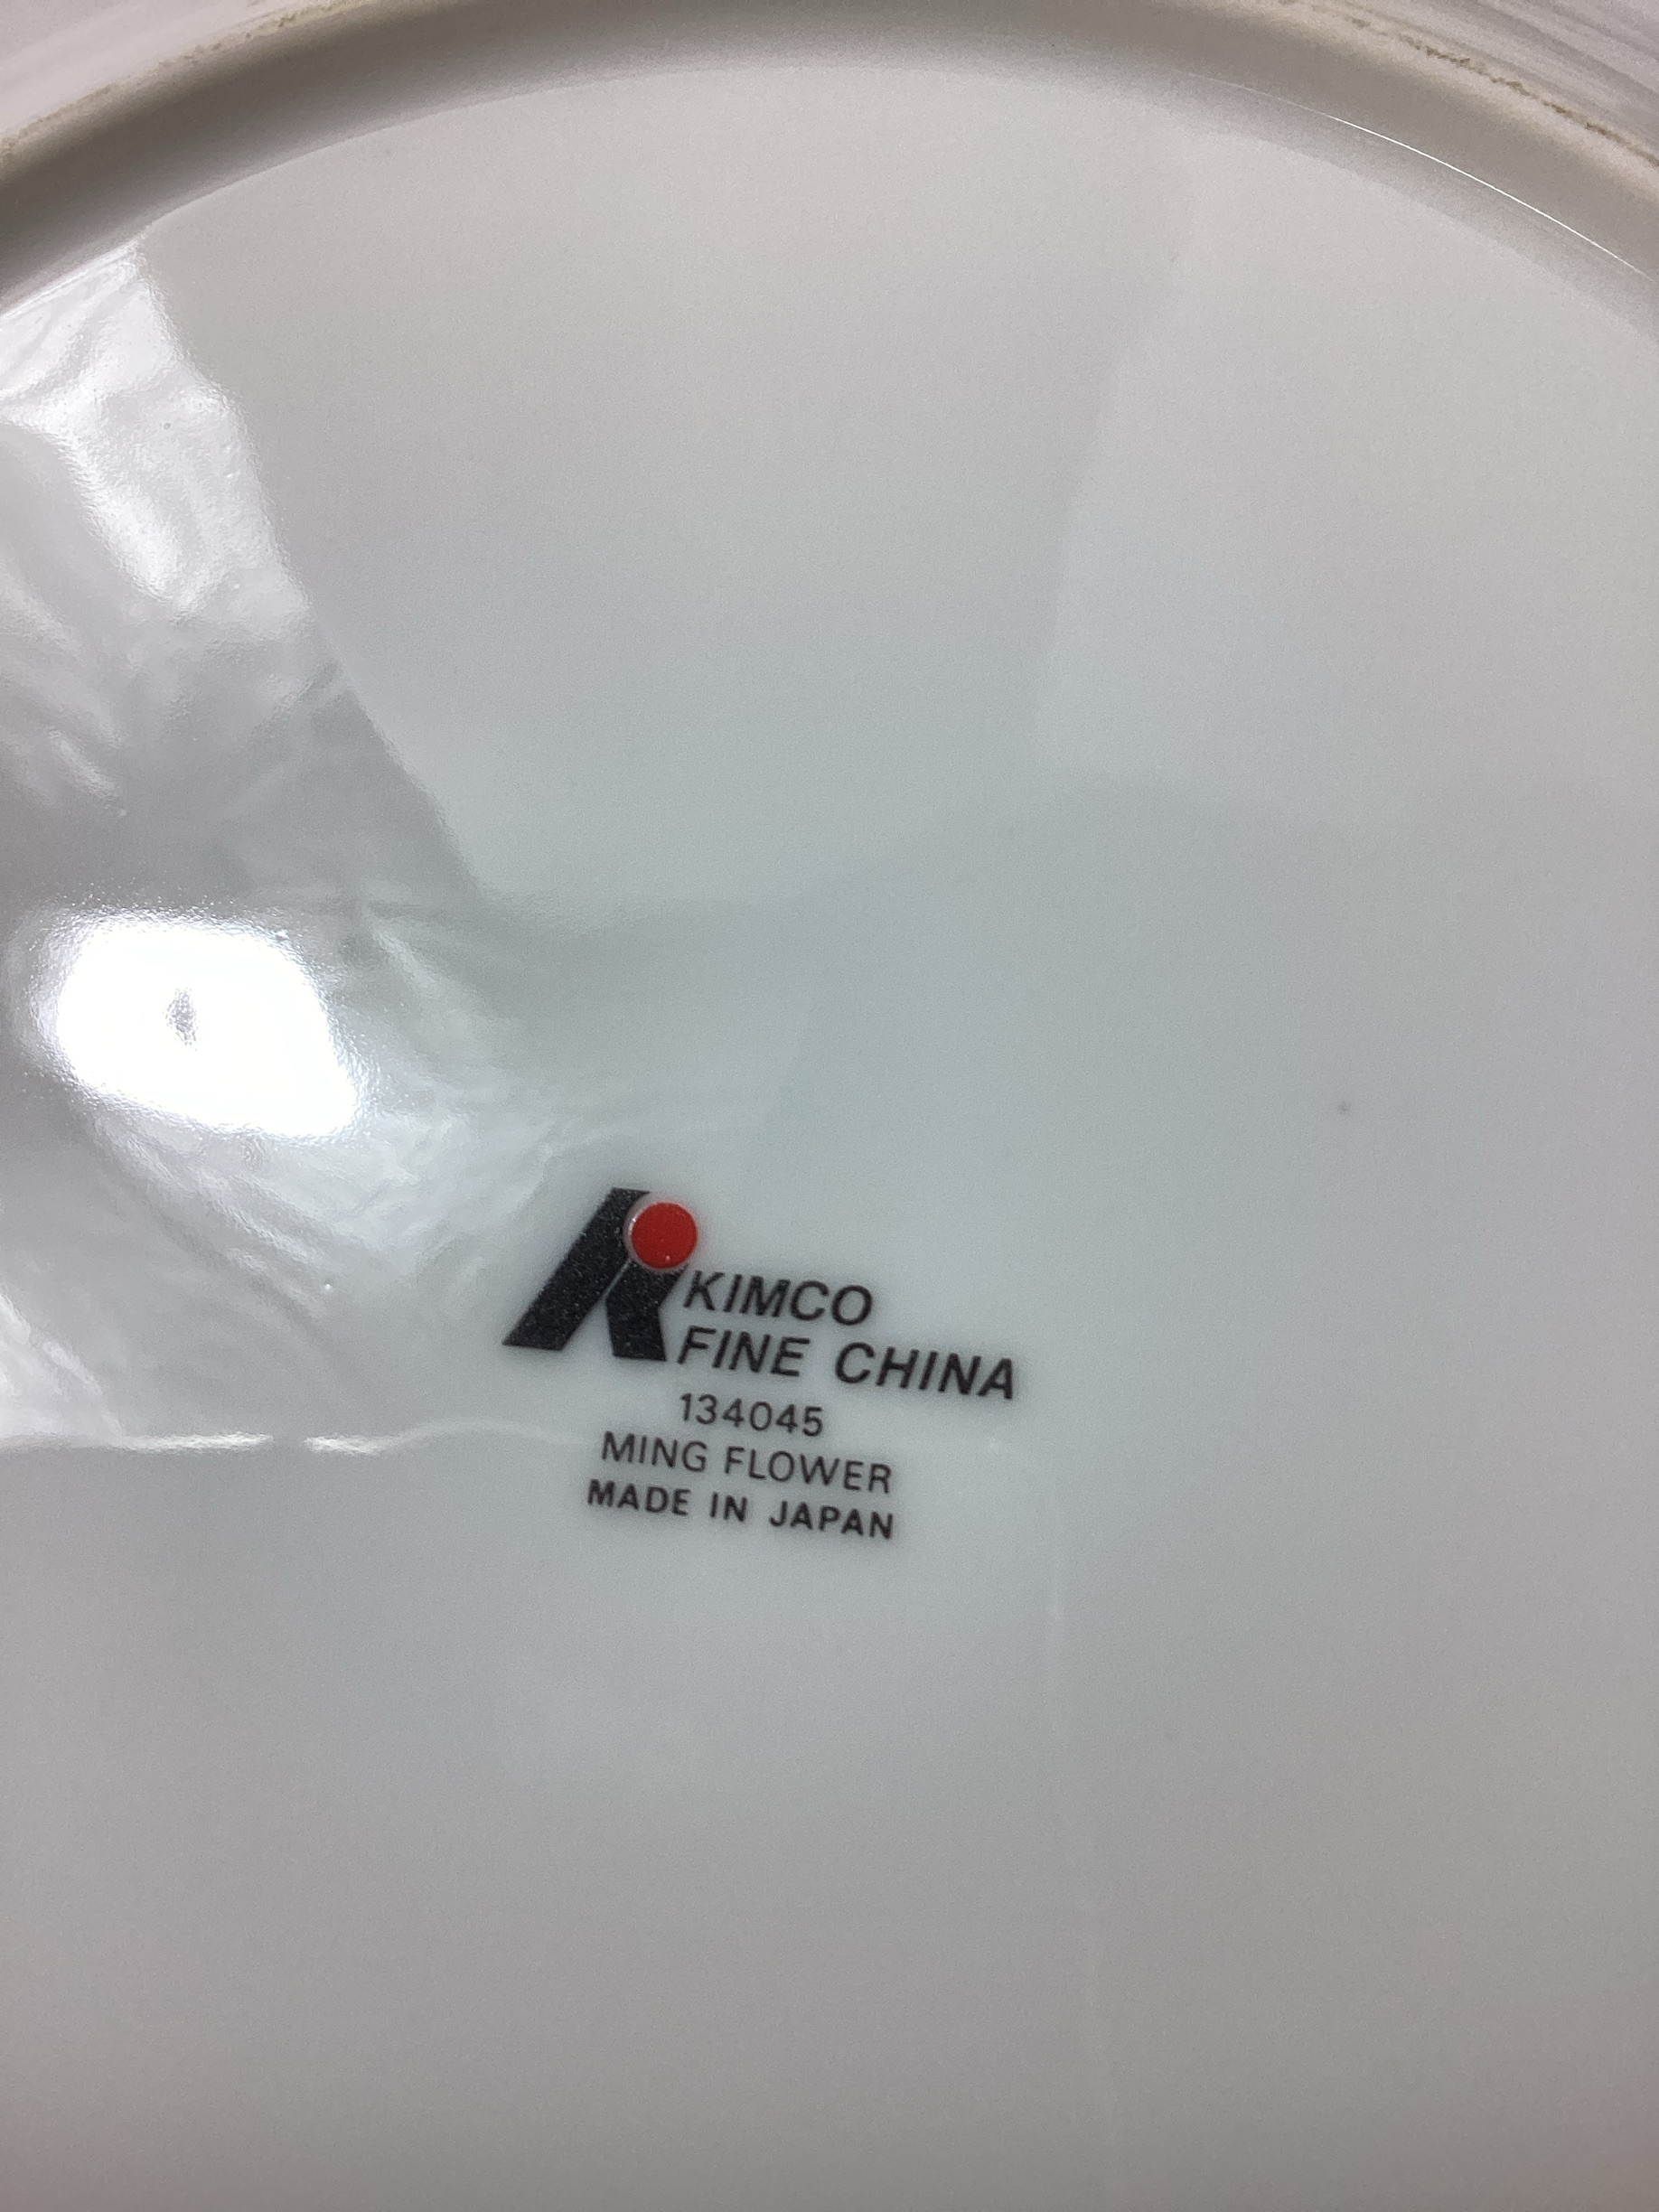 KIMCO
FINE CHINA
134045
MING FLOWER
MADE IN JAPAN